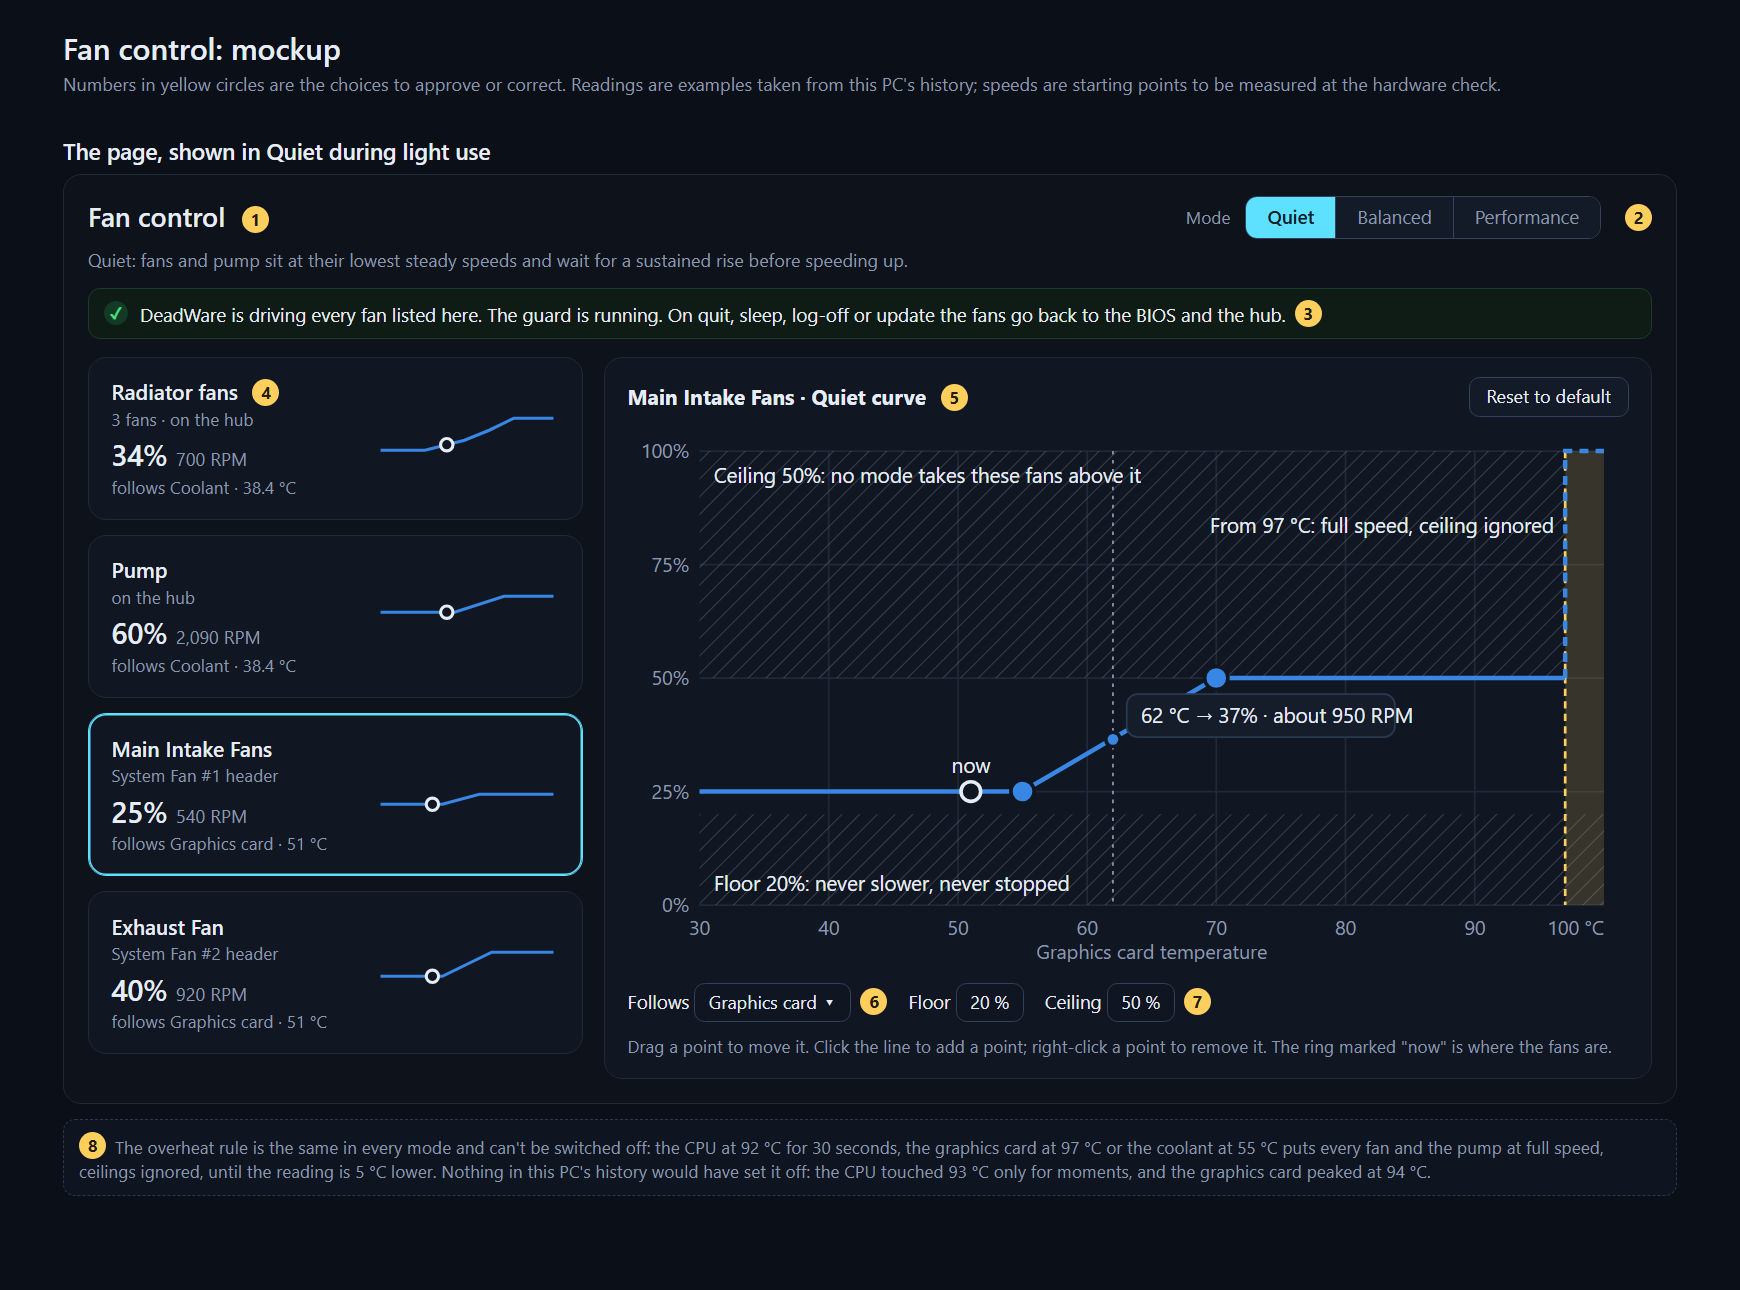 Fan control: mockup
Numbers in yellow circles are the choices to approve or correct. Readings are examples taken from this PC's history; speeds are starting points to be measured at the hardware check.
The page, shown in Quiet during light use
Fan control 1
Mode Quiet Balanced Performance 2
Quiet: fans and pump sit at their lowest steady speeds and wait for a sustained rise before speeding up.
✓ DeadWare is driving every fan listed here. The guard is running. On quit, sleep, log-off or update the fans go back to the BIOS and the hub. 3
Radiator fans 4
3 fans · on the hub
34% 700 RPM
follows Coolant · 38.4 °C
Pump
on the hub
60% 2,090 RPM
follows Coolant · 38.4 °C
Main Intake Fans
System Fan #1 header
25% 540 RPM
follows Graphics card · 51 °C
Exhaust Fan
System Fan #2 header
40% 920 RPM
follows Graphics card · 51 °C
Main Intake Fans · Quiet curve 5
Reset to default
100%
Ceiling 50%: no mode takes these fans above it
From 97 °C: full speed, ceiling ignored
75%
50%
62 °C → 37% · about 950 RPM
now
25%
Floor 20%: never slower, never stopped
0%
30 40 50 60 70 80 90 100 °C
Graphics card temperature
Follows Graphics card ▾ 6 Floor 20 % Ceiling 50 % 7
Drag a point to move it. Click the line to add a point; right-click a point to remove it. The ring marked "now" is where the fans are.
8 The overheat rule is the same in every mode and can't be switched off: the CPU at 92 °C for 30 seconds, the graphics card at 97 °C or the coolant at 55 °C puts every fan and the pump at full speed,
ceilings ignored, until the reading is 5 °C lower. Nothing in this PC's history would have set it off: the CPU touched 93 °C only for moments, and the graphics card peaked at 94 °C.